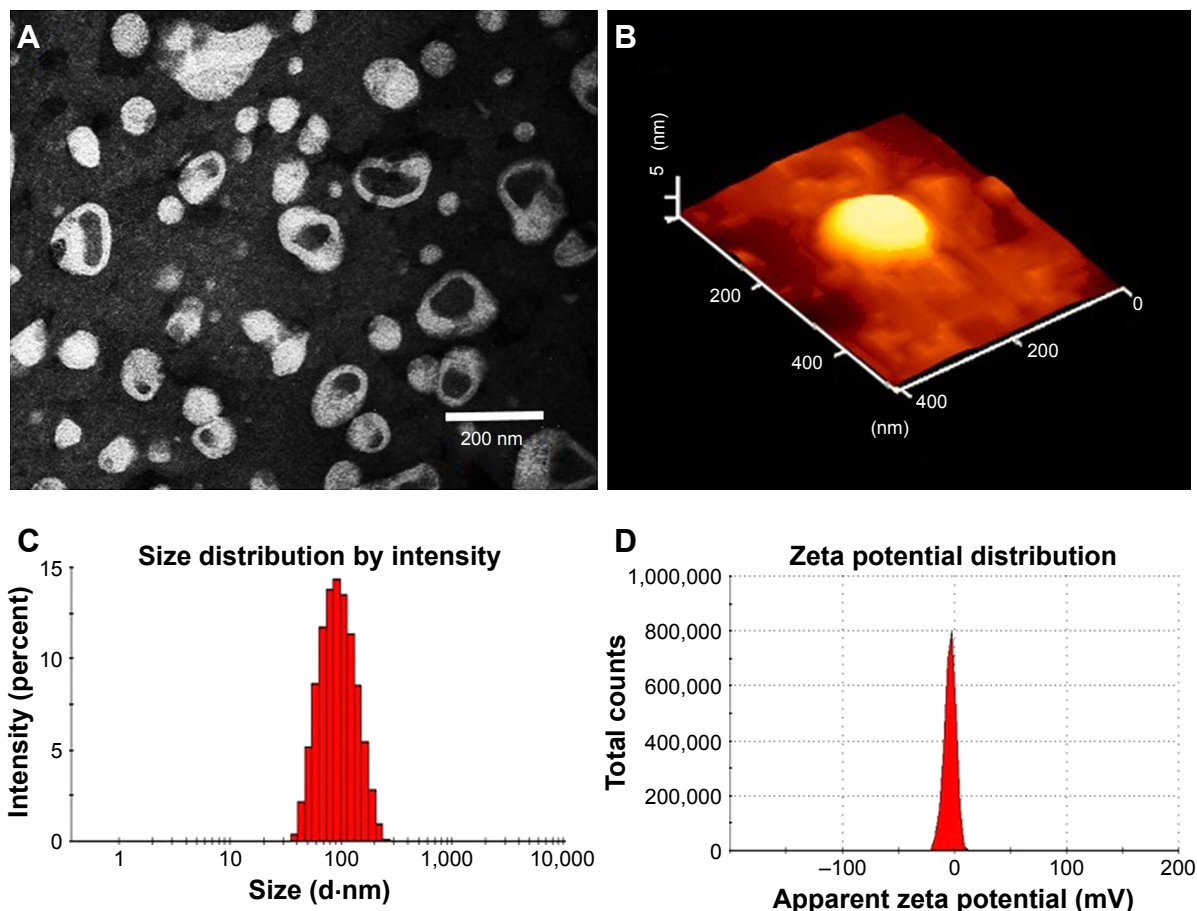 A
200 nm
B
5
(nm)
200
400
(nm)
0
200
400
C
Size distribution by intensity
Intensity (percent)
15
10
5
0
1
10
100
1,000
10,000
Size (d·nm)
D
Zeta potential distribution
Total counts
1,000,000
800,000
600,000
400,000
200,000
0
–100
0
100
200
Apparent zeta potential (mV)